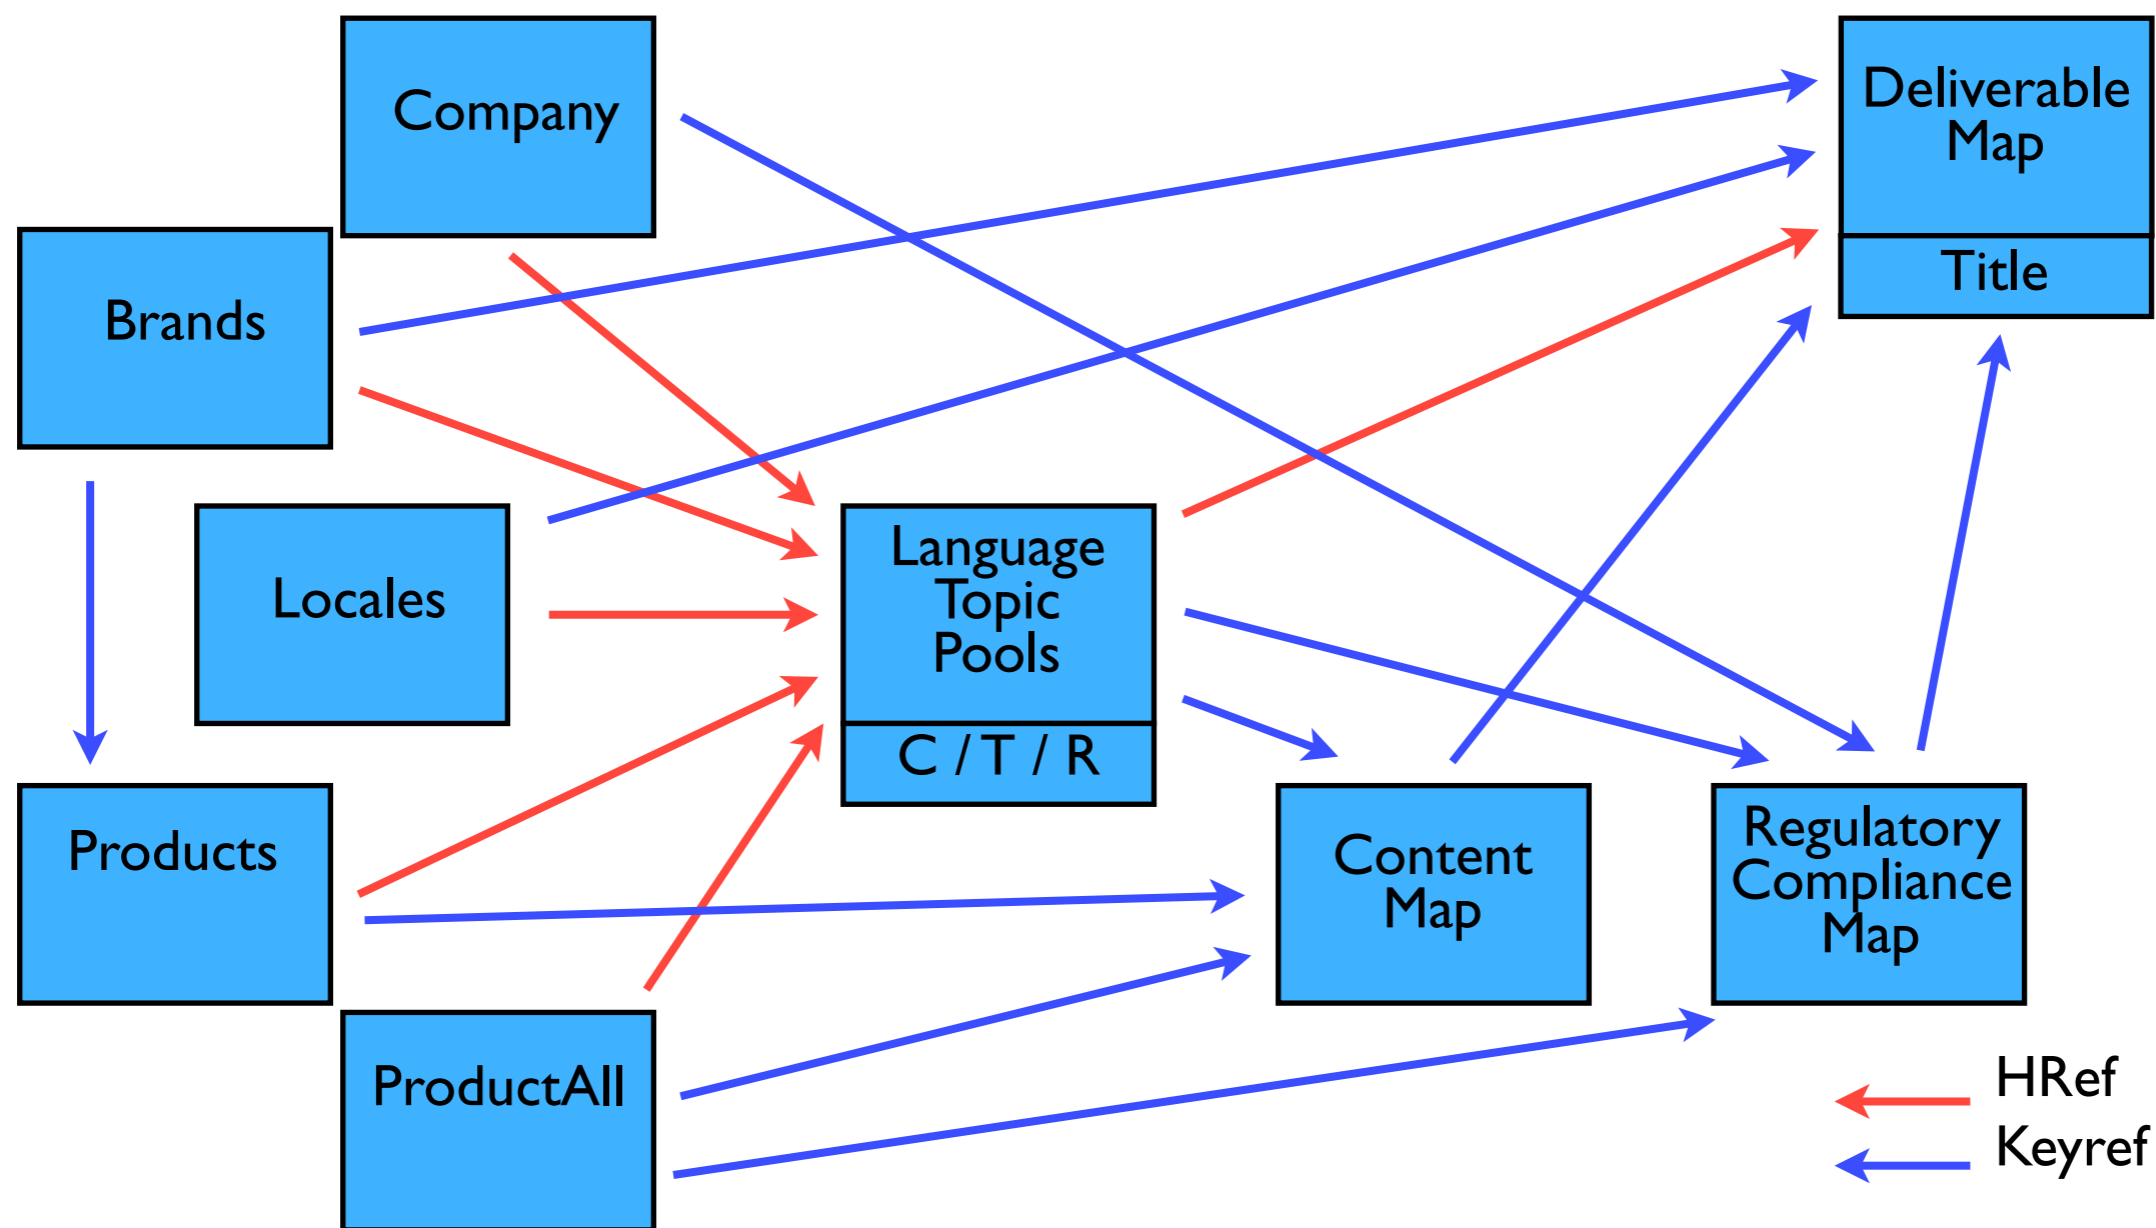 Company
Deliverable
Map
Title
Brands
Language
Topic
Pools
C / T / R
Locales
Products
Content
Map
Regulatory
Compliance
Map
ProductAll
HRef
Keyref